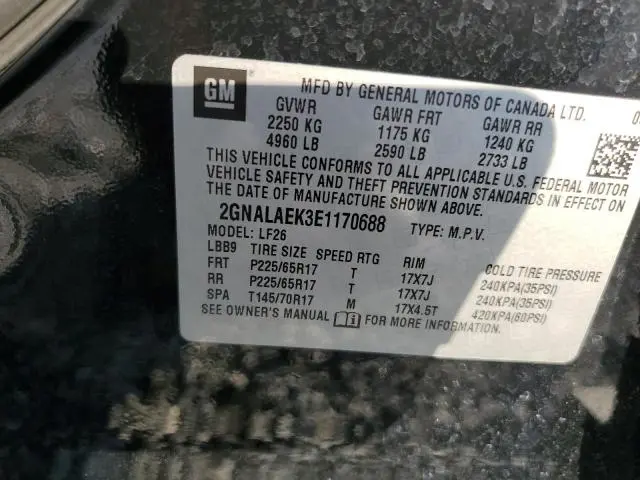 GM
MFD BY GENERAL MOTORS OF CANADA LTD.
GVWR GAWR FRT GAWR RR
2250 KG 1175 KG 1240 KG
4960 LB 2590 LB 2733 LB
THIS VEHICLE CONFORMS TO ALL APPLICABLE U.S. FEDERAL MOTOR
VEHICLE SAFETY AND THEFT PREVENTION STANDARDS IN EFFECT ON
THE DATE OF MANUFACTURE SHOWN ABOVE.
2GNALAEK3E1170688 TYPE: M.P.V.
MODEL: LF26
LBB9 TIRE SIZE SPEED RTG RIM COLD TIRE PRESSURE
FRT P225/65R17 T 17X7J 240KPA(35PSI)
RR P225/65R17 T 17X7J 240KPA(35PSI)
SPA T145/70R17 M 17X4.5T 420KPA(60PSI)
SEE OWNER'S MANUAL FOR MORE INFORMATION.